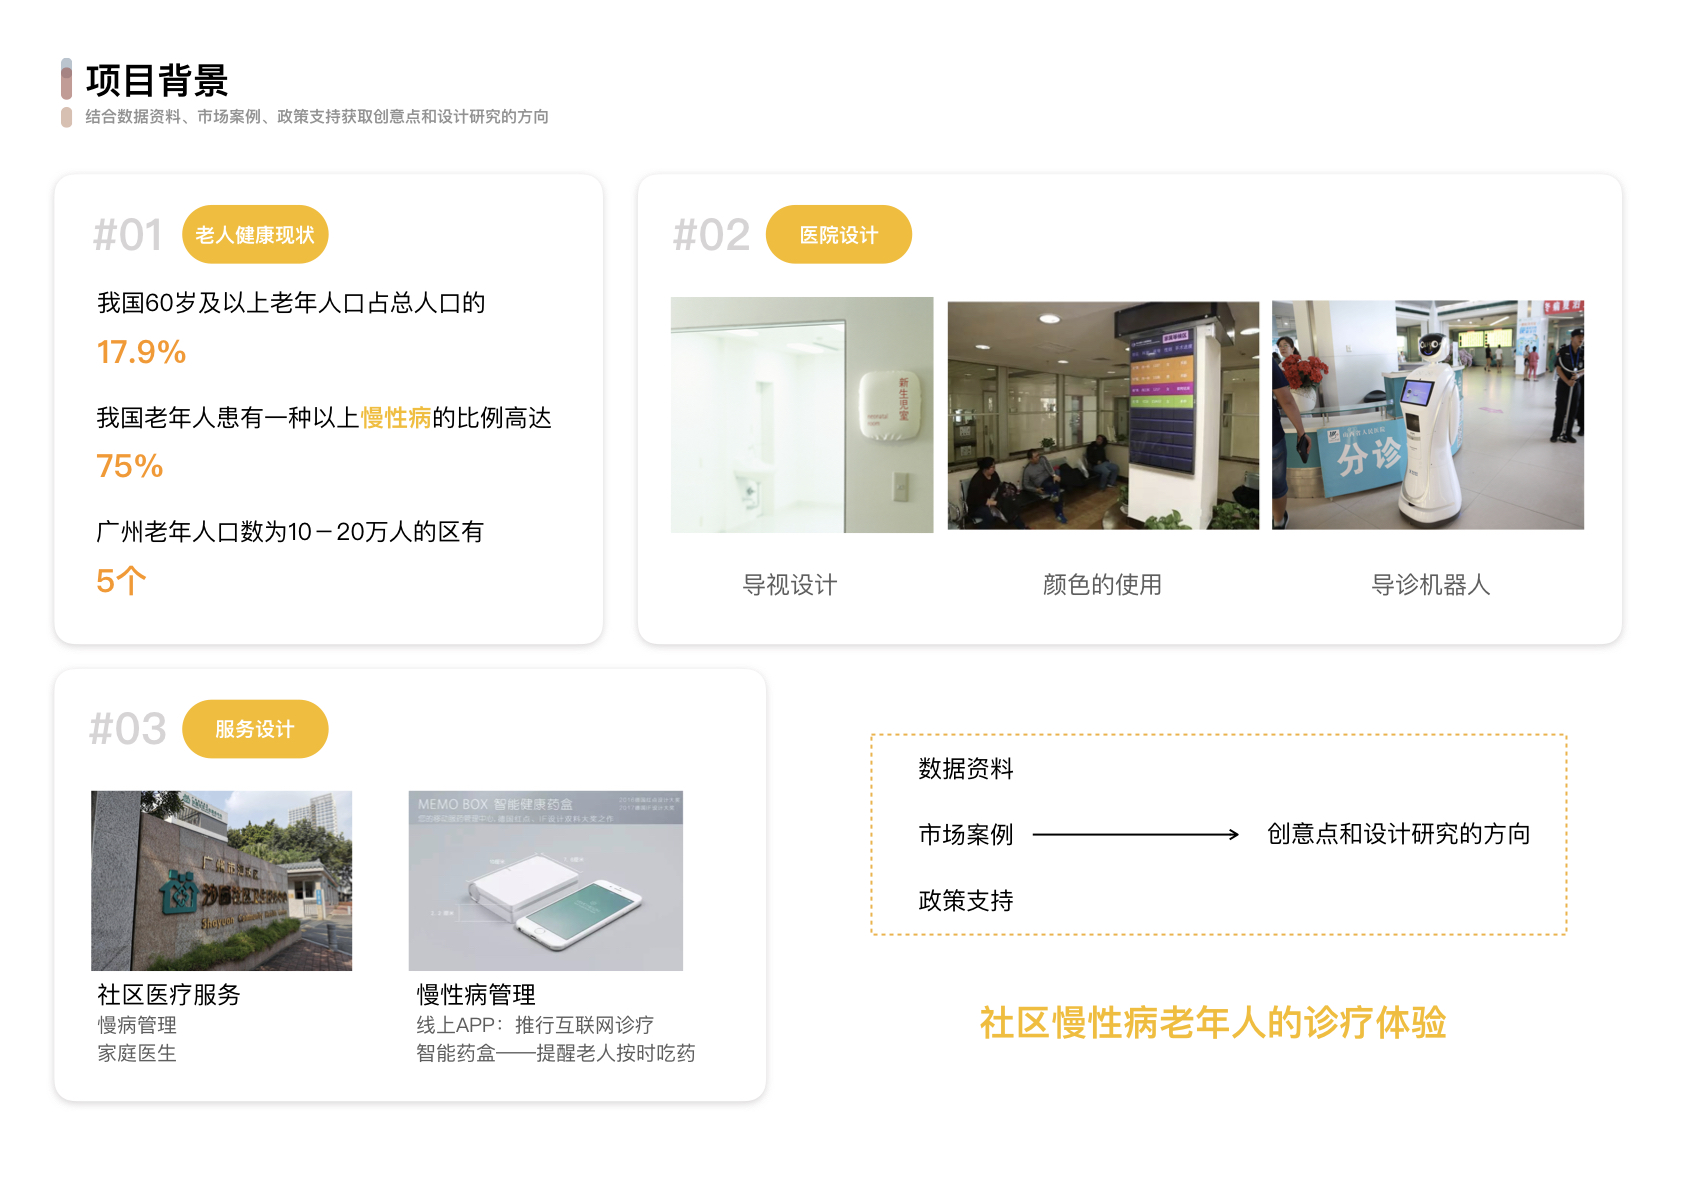 项目背景
结合数据资料、市场案例、政策支持获取创意点和设计研究的方向
#01 老人健康现状
我国60岁及以上老年人口占总人口的
17.9%
我国老年人患有一种以上慢性病的比例高达
75%
广州老年人口数为10－20万人的区有
5个
#02 医院设计
新生児室
分诊
导视设计
颜色的使用
导诊机器人
#03 服务设计
MEMO BOX 智能健康药盒
社区医疗服务
慢病管理
家庭医生
慢性病管理
线上APP：推行互联网诊疗
智能药盒——提醒老人按时吃药
数据资料
市场案例
创意点和设计研究的方向
政策支持
社区慢性病老年人的诊疗体验